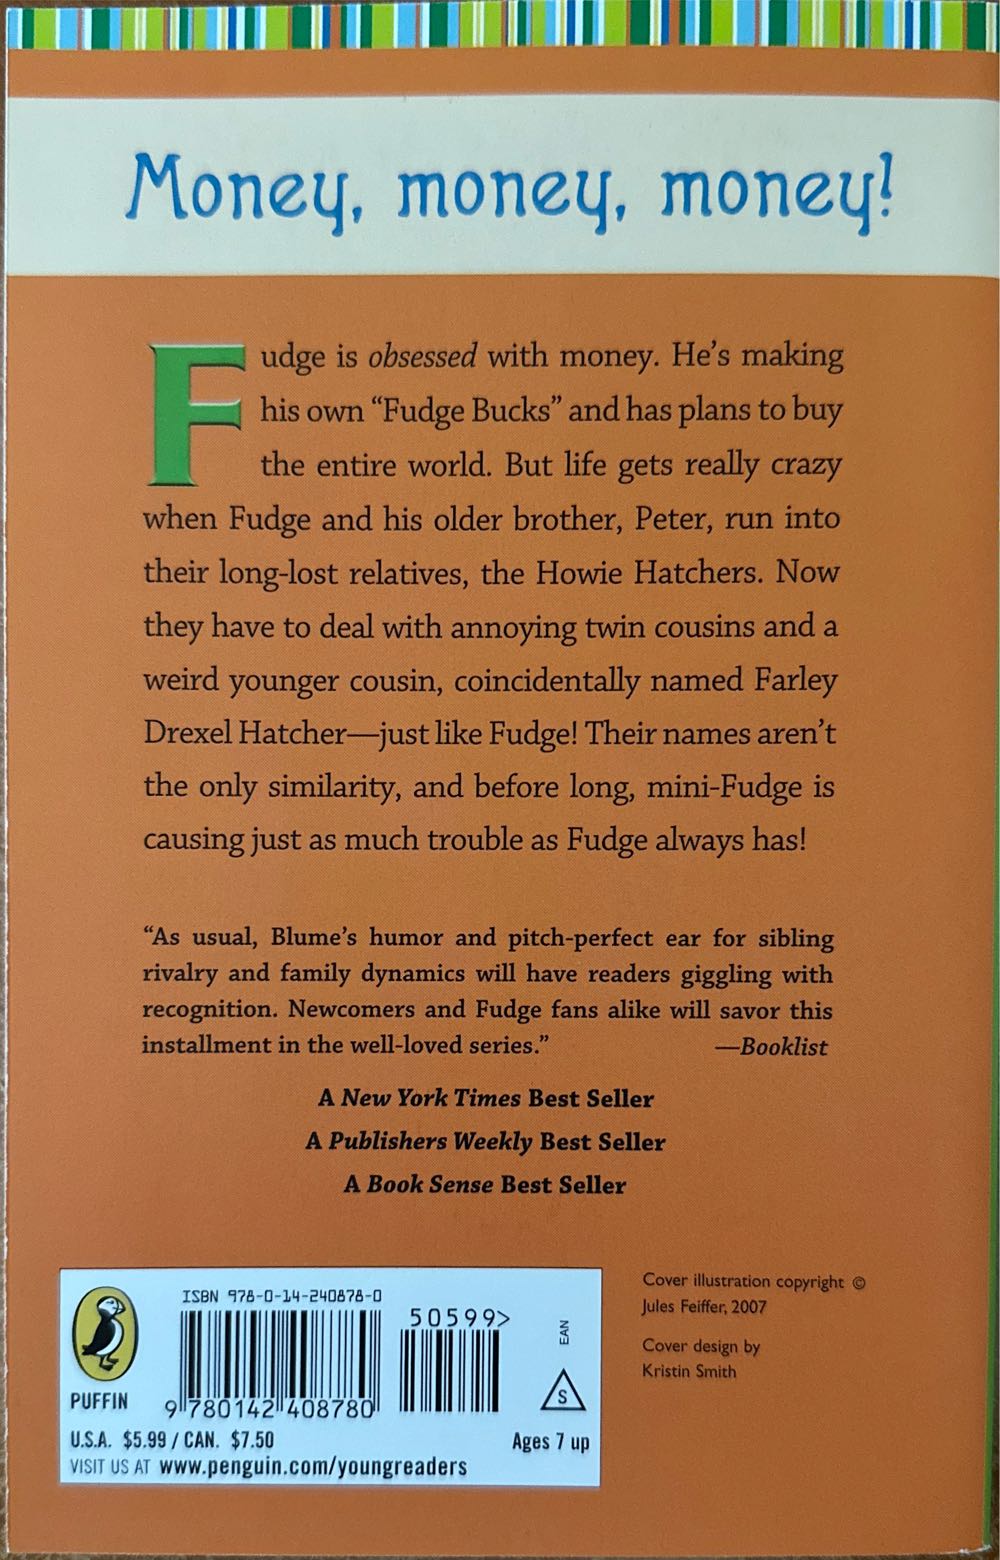 Money, money, money!
Fudge is obsessed with money. He's making
his own “Fudge Bucks” and has plans to buy
the entire world. But life gets really crazy
when Fudge and his older brother, Peter, run into
their long-lost relatives, the Howie Hatchers. Now
they have to deal with annoying twin cousins and a
weird younger cousin, coincidentally named Farley
Drexel Hatcher—just like Fudge! Their names aren't
the only similarity, and before long, mini-Fudge is
causing just as much trouble as Fudge always has!
“As usual, Blume's humor and pitch-perfect ear for sibling
rivalry and family dynamics will have readers giggling with
recognition. Newcomers and Fudge fans alike will savor this
installment in the well-loved series.” —Booklist
A New York Times Best Seller
A Publishers Weekly Best Seller
A Book Sense Best Seller
ISBN 978-0-14-240878-0
50599>
EAN
S
9 780142 408780
PUFFIN
U.S.A. $5.99 / CAN. $7.50
Ages 7 up
VISIT US AT www.penguin.com/youngreaders
Cover illustration copyright ©
Jules Feiffer, 2007
Cover design by
Kristin Smith